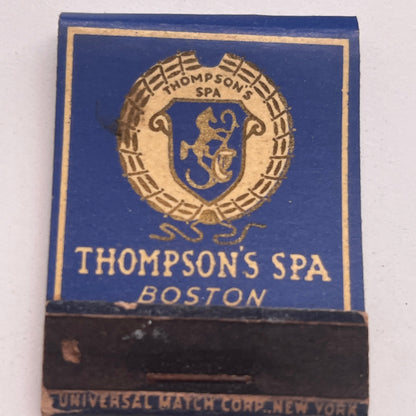 THOMPSON'S
SPA
THOMPSON'S SPA
BOSTON
UNIVERSAL MATCH CORP. NEW YORK